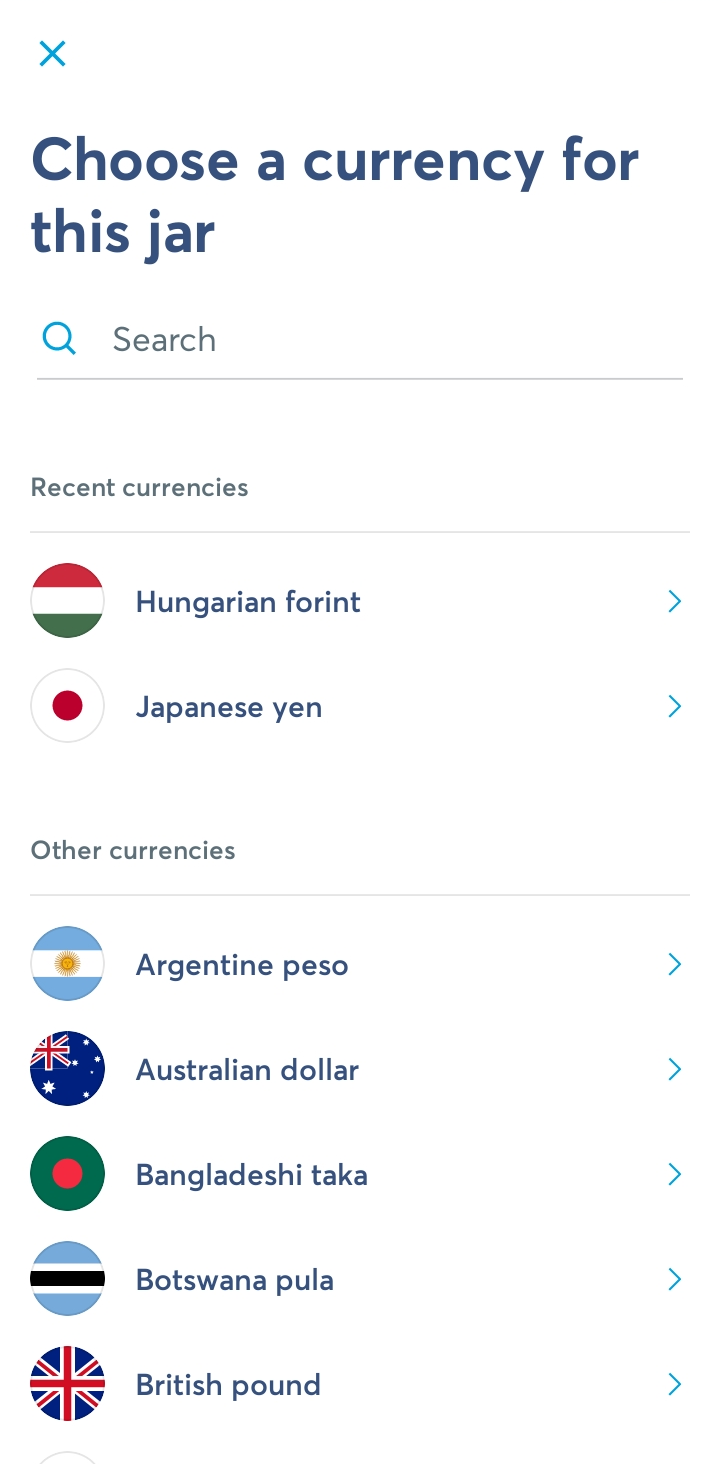 Choose a currency for
this jar
Search
Recent currencies
Hungarian forint
Japanese yen
Other currencies
Argentine peso
Australian dollar
Bangladeshi taka
Botswana pula
British pound